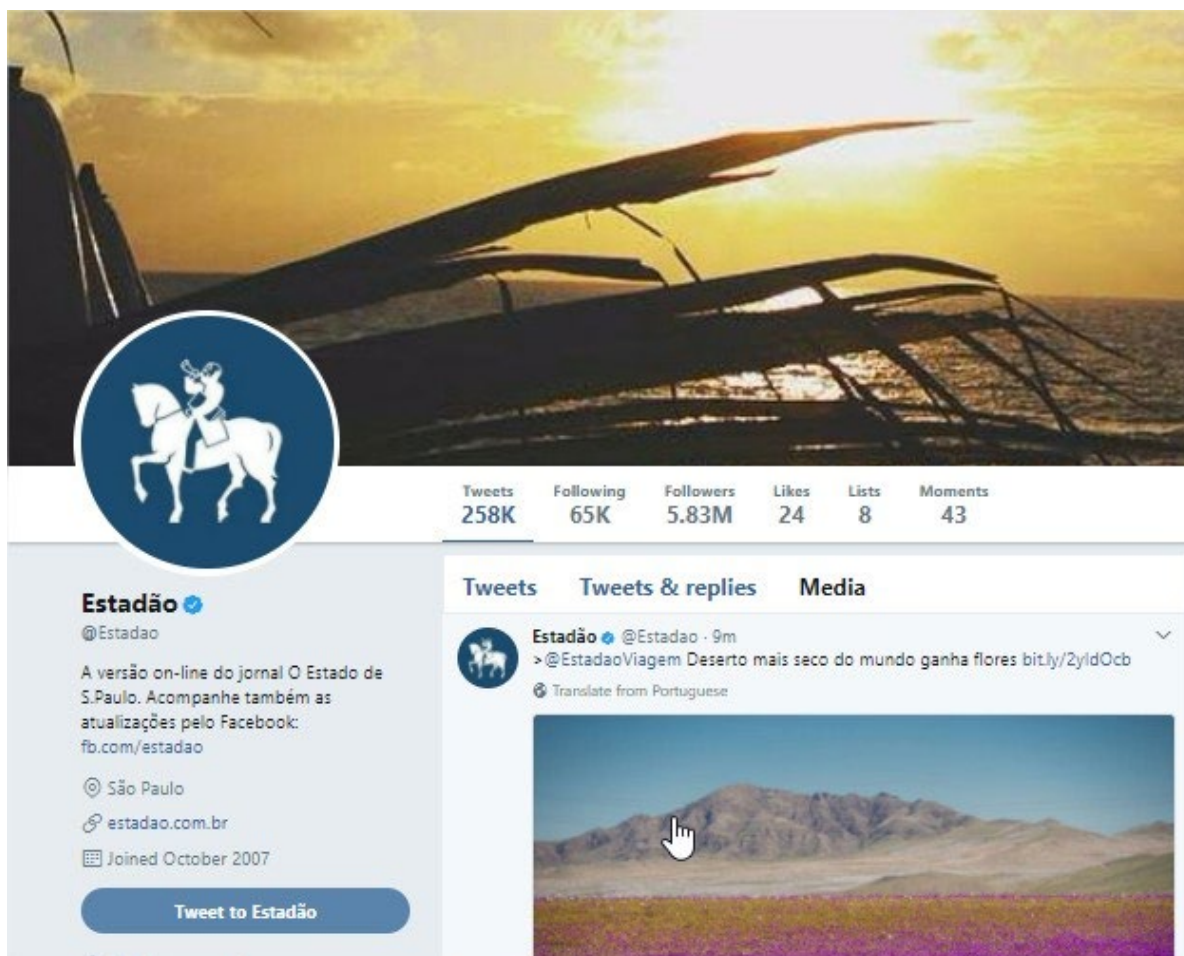 Tweets Following Followers Likes Lists Moments
258K 65K 5.83M 24 8 43
Estadão
@Estadao
A versão on-line do jornal O Estado de
S.Paulo. Acompanhe também as
atualizações pelo Facebook:
fb.com/estadao
São Paulo
estadao.com.br
Joined October 2007
Tweet to Estadão
Tweets Tweets & replies Media
Estadão @Estadao · 9m
>@EstadaoViagem Deserto mais seco do mundo ganha flores bit.ly/2yIdOcb
Translate from Portuguese